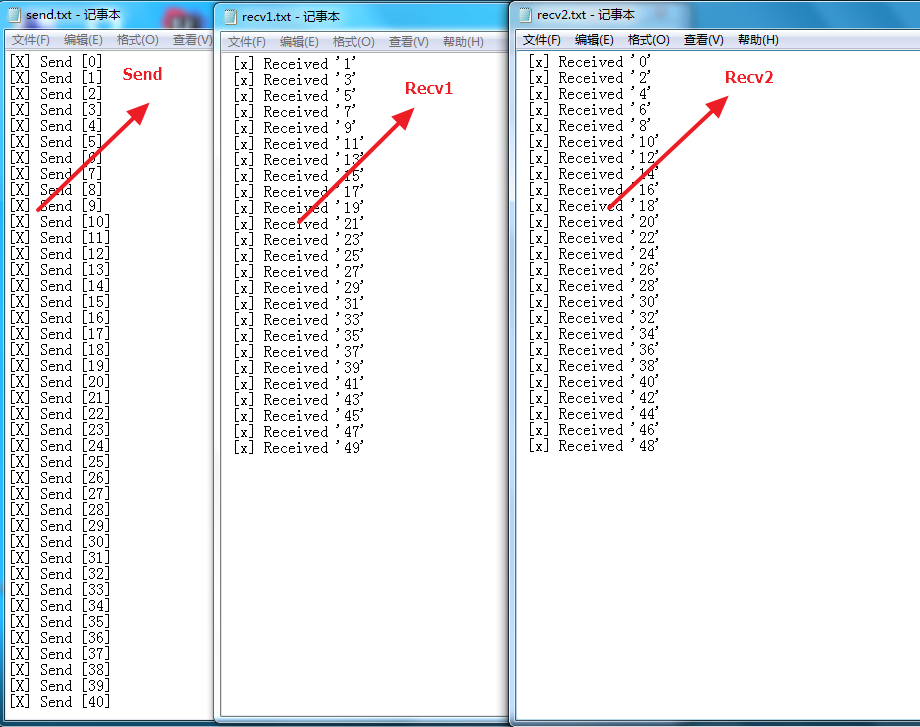 send.txt - 记事本
文件(F) 编辑(E) 格式(O) 查看(V)
[X] Send [0]
[X] Send [1]
[X] Send [2]
[X] Send [3]
[X] Send [4]
[X] Send [5]
[X] Send [6]
[X] Send [7]
[X] Send [8]
[X] Send [9]
[X] Send [10]
[X] Send [11]
[X] Send [12]
[X] Send [13]
[X] Send [14]
[X] Send [15]
[X] Send [16]
[X] Send [17]
[X] Send [18]
[X] Send [19]
[X] Send [20]
[X] Send [21]
[X] Send [22]
[X] Send [23]
[X] Send [24]
[X] Send [25]
[X] Send [26]
[X] Send [27]
[X] Send [28]
[X] Send [29]
[X] Send [30]
[X] Send [31]
[X] Send [32]
[X] Send [33]
[X] Send [34]
[X] Send [35]
[X] Send [36]
[X] Send [37]
[X] Send [38]
[X] Send [39]
[X] Send [40]
Send
recv1.txt - 记事本
文件(F) 编辑(E) 格式(O) 查看(V) 帮助(H)
[x] Received '1'
[x] Received '3'
[x] Received '5'
[x] Received '7'
[x] Received '9'
[x] Received '11'
[x] Received '13'
[x] Received '15'
[x] Received '17'
[x] Received '19'
[x] Received '21'
[x] Received '23'
[x] Received '25'
[x] Received '27'
[x] Received '29'
[x] Received '31'
[x] Received '33'
[x] Received '35'
[x] Received '37'
[x] Received '39'
[x] Received '41'
[x] Received '43'
[x] Received '45'
[x] Received '47'
[x] Received '49'
Recv1
recv2.txt - 记事本
文件(F) 编辑(E) 格式(O) 查看(V) 帮助(H)
[x] Received '0'
[x] Received '2'
[x] Received '4'
[x] Received '6'
[x] Received '8'
[x] Received '10'
[x] Received '12'
[x] Received '14'
[x] Received '16'
[x] Received '18'
[x] Received '20'
[x] Received '22'
[x] Received '24'
[x] Received '26'
[x] Received '28'
[x] Received '30'
[x] Received '32'
[x] Received '34'
[x] Received '36'
[x] Received '38'
[x] Received '40'
[x] Received '42'
[x] Received '44'
[x] Received '46'
[x] Received '48'
Recv2